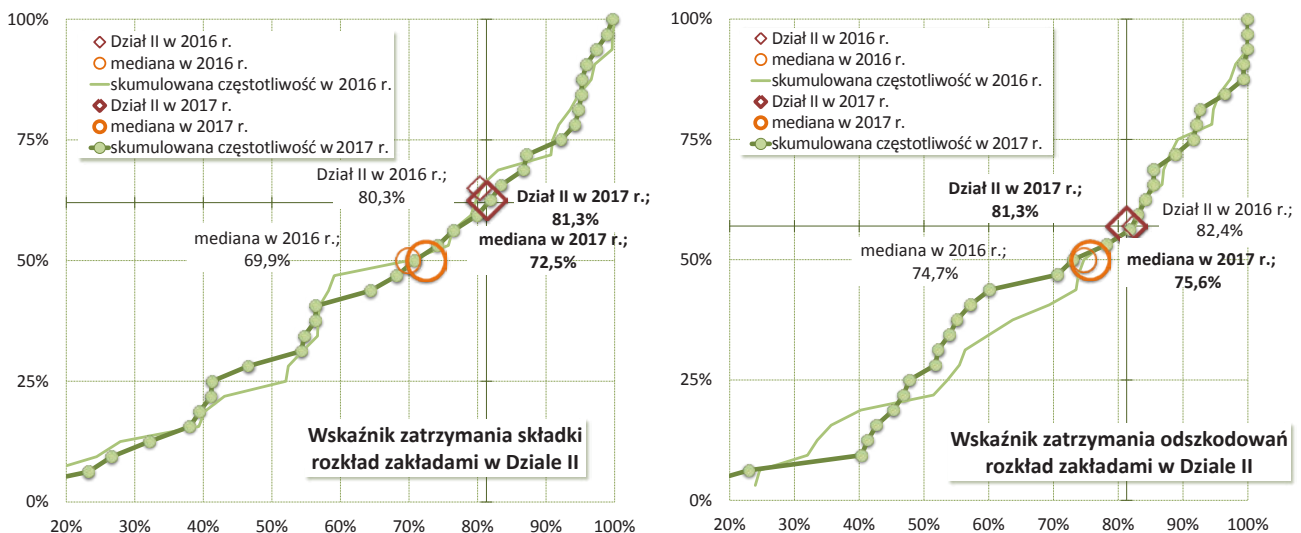 100%
75%
50%
25%
0%
Dział II w 2016 r.
mediana w 2016 r.
skumulowana częstotliwość w 2016 r.
Dział II w 2017 r.
mediana w 2017 r.
skumulowana częstotliwość w 2017 r.
Dział II w 2016 r.;
80,3%
Dział II w 2017 r.;
81,3%
mediana w 2016 r.;
69,9%
mediana w 2017 r.;
72,5%
Wskaźnik zatrzymania składki
rozkład zakładami w Dziale II
20% 30% 40% 50% 60% 70% 80% 90% 100%
100%
75%
50%
25%
0%
Dział II w 2016 r.
mediana w 2016 r.
skumulowana częstotliwość w 2016 r.
Dział II w 2017 r.
mediana w 2017 r.
skumulowana częstotliwość w 2017 r.
Dział II w 2017 r.;
81,3%
Dział II w 2016 r.;
82,4%
mediana w 2016 r.;
74,7%
mediana w 2017 r.;
75,6%
Wskaźnik zatrzymania odszkodowań
rozkład zakładami w Dziale II
20% 30% 40% 50% 60% 70% 80% 90% 100%